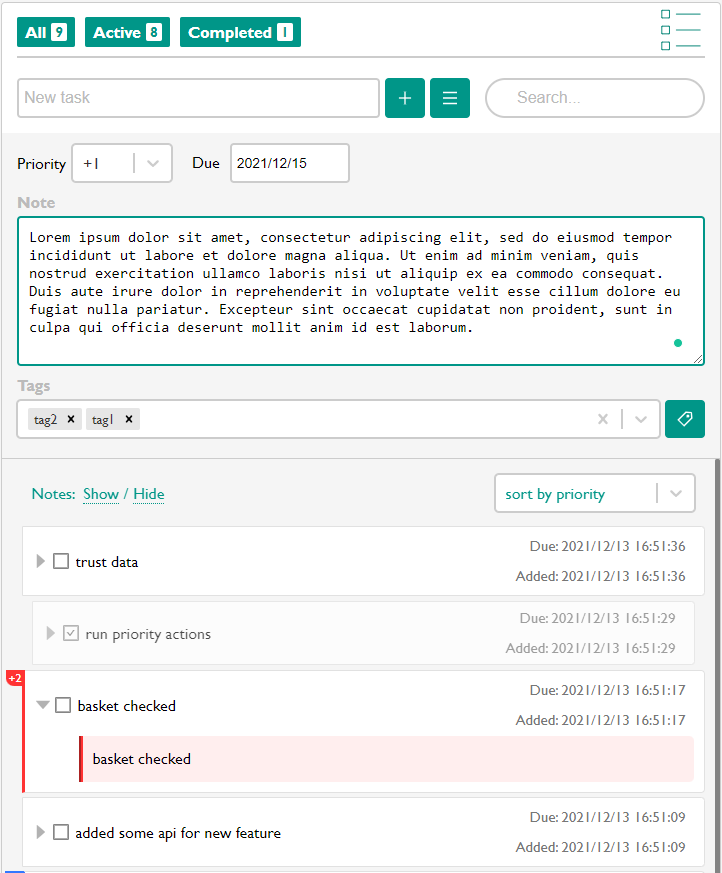 All 9 Active 8 Completed 1
New task + Search...
Priority +1 Due 2021/12/15
Note
Lorem ipsum dolor sit amet, consectetur adipiscing elit, sed do eiusmod tempor
incididunt ut labore et dolore magna aliqua. Ut enim ad minim veniam, quis
nostrud exercitation ullamco laboris nisi ut aliquip ex ea commodo consequat.
Duis aute irure dolor in reprehenderit in voluptate velit esse cillum dolore eu
fugiat nulla pariatur. Excepteur sint occaecat cupidatat non proident, sunt in
culpa qui officia deserunt mollit anim id est laborum.
Tags
tag2 × tag1 × ×
Notes: Show / Hide sort by priority
Due: 2021/12/13 16:51:36
trust data
Added: 2021/12/13 16:51:36
Due: 2021/12/13 16:51:29
run priority actions
Added: 2021/12/13 16:51:29
+2
Due: 2021/12/13 16:51:17
basket checked
Added: 2021/12/13 16:51:17
basket checked
Due: 2021/12/13 16:51:09
added some api for new feature
Added: 2021/12/13 16:51:09